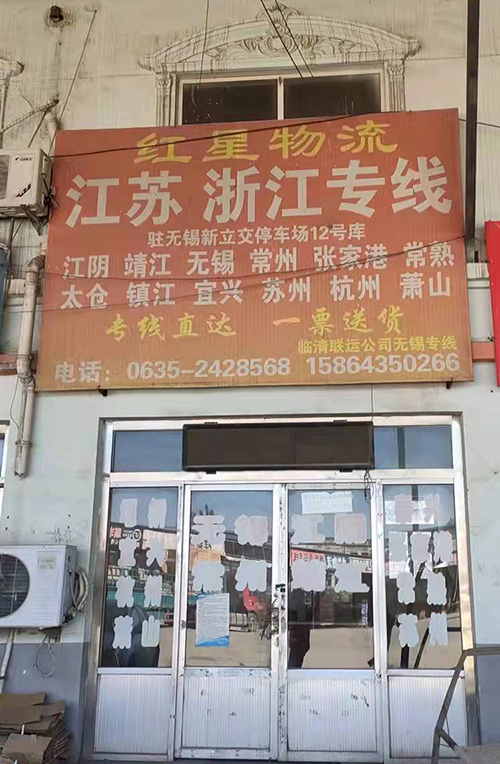 红星物流
江苏 浙江专线
驻无锡新立交停车场12号库
江阴 靖江 无锡 常州 张家港 常熟
太仓 镇江 宜兴 苏州 杭州 萧山
专线直达 一票送货
临清联运公司无锡专线
电话：0635-2428568 15864350266